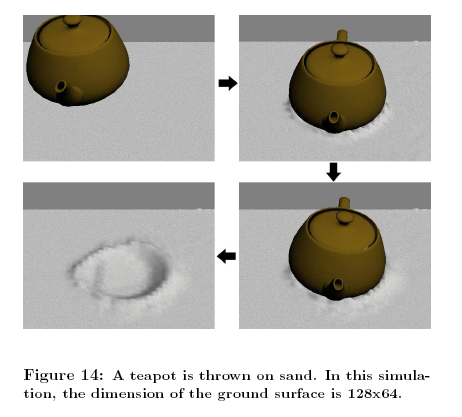 Figure 14: A teapot is thrown on sand. In this simula-
tion, the dimension of the ground surface is 128x64.